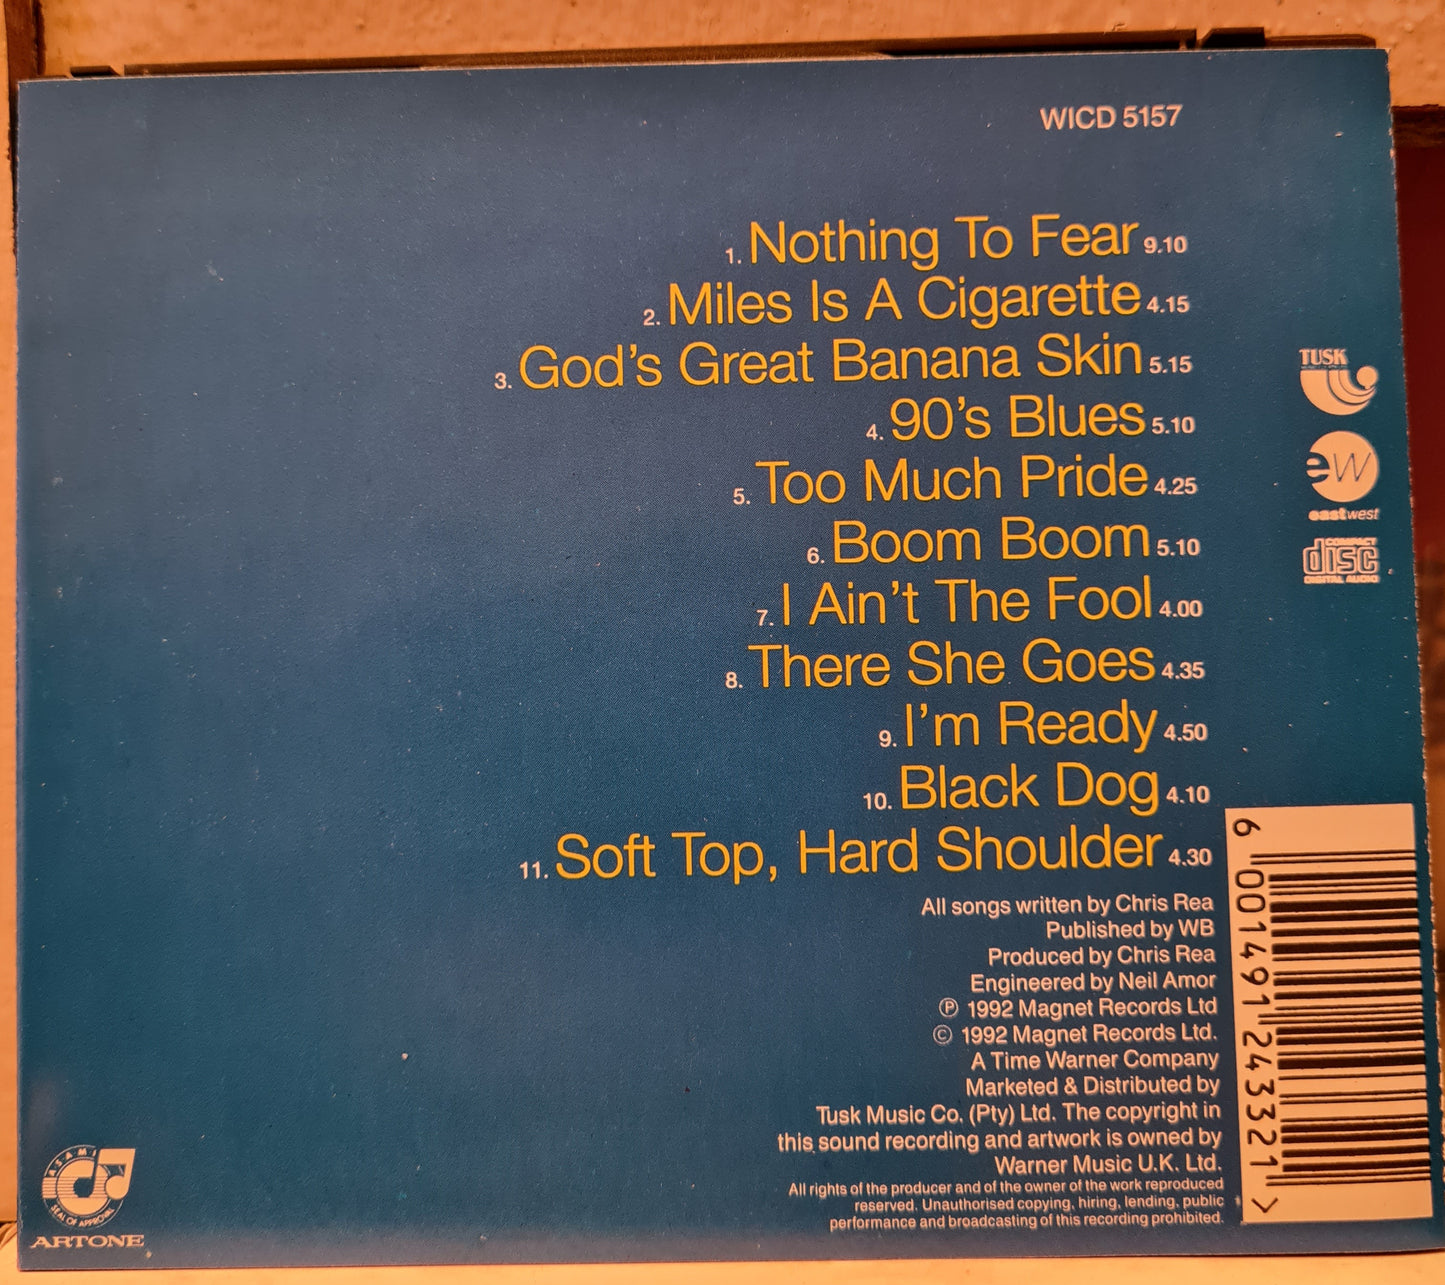 WICD 5157
1. Nothing To Fear 9.10
2. Miles Is A Cigarette 4.15
3. God's Great Banana Skin 5.15
4. 90's Blues 5.10
5. Too Much Pride 4.25
6. Boom Boom 5.10
7. I Ain't The Fool 4.00
8. There She Goes 4.35
9. I'm Ready 4.50
10. Black Dog 4.10
11. Soft Top, Hard Shoulder 4.30
All songs written by Chris Rea
Published by WB
Produced by Chris Rea
Engineered by Neil Amor
℗ 1992 Magnet Records Ltd
© 1992 Magnet Records Ltd.
A Time Warner Company
Marketed & Distributed by
Tusk Music Co. (Pty) Ltd. The copyright in
this sound recording and artwork is owned by
Warner Music U.K. Ltd.
All rights of the producer and of the owner of the work reproduced
reserved. Unauthorised copying, hiring, lending, public
performance and broadcasting of this recording prohibited.
TUSK
ew
eastwest
COMPACT
disc
DIGITAL AUDIO
6 001491 243321 >
A.S.A.M.I
SEAL OF APPROVAL
ARTONE